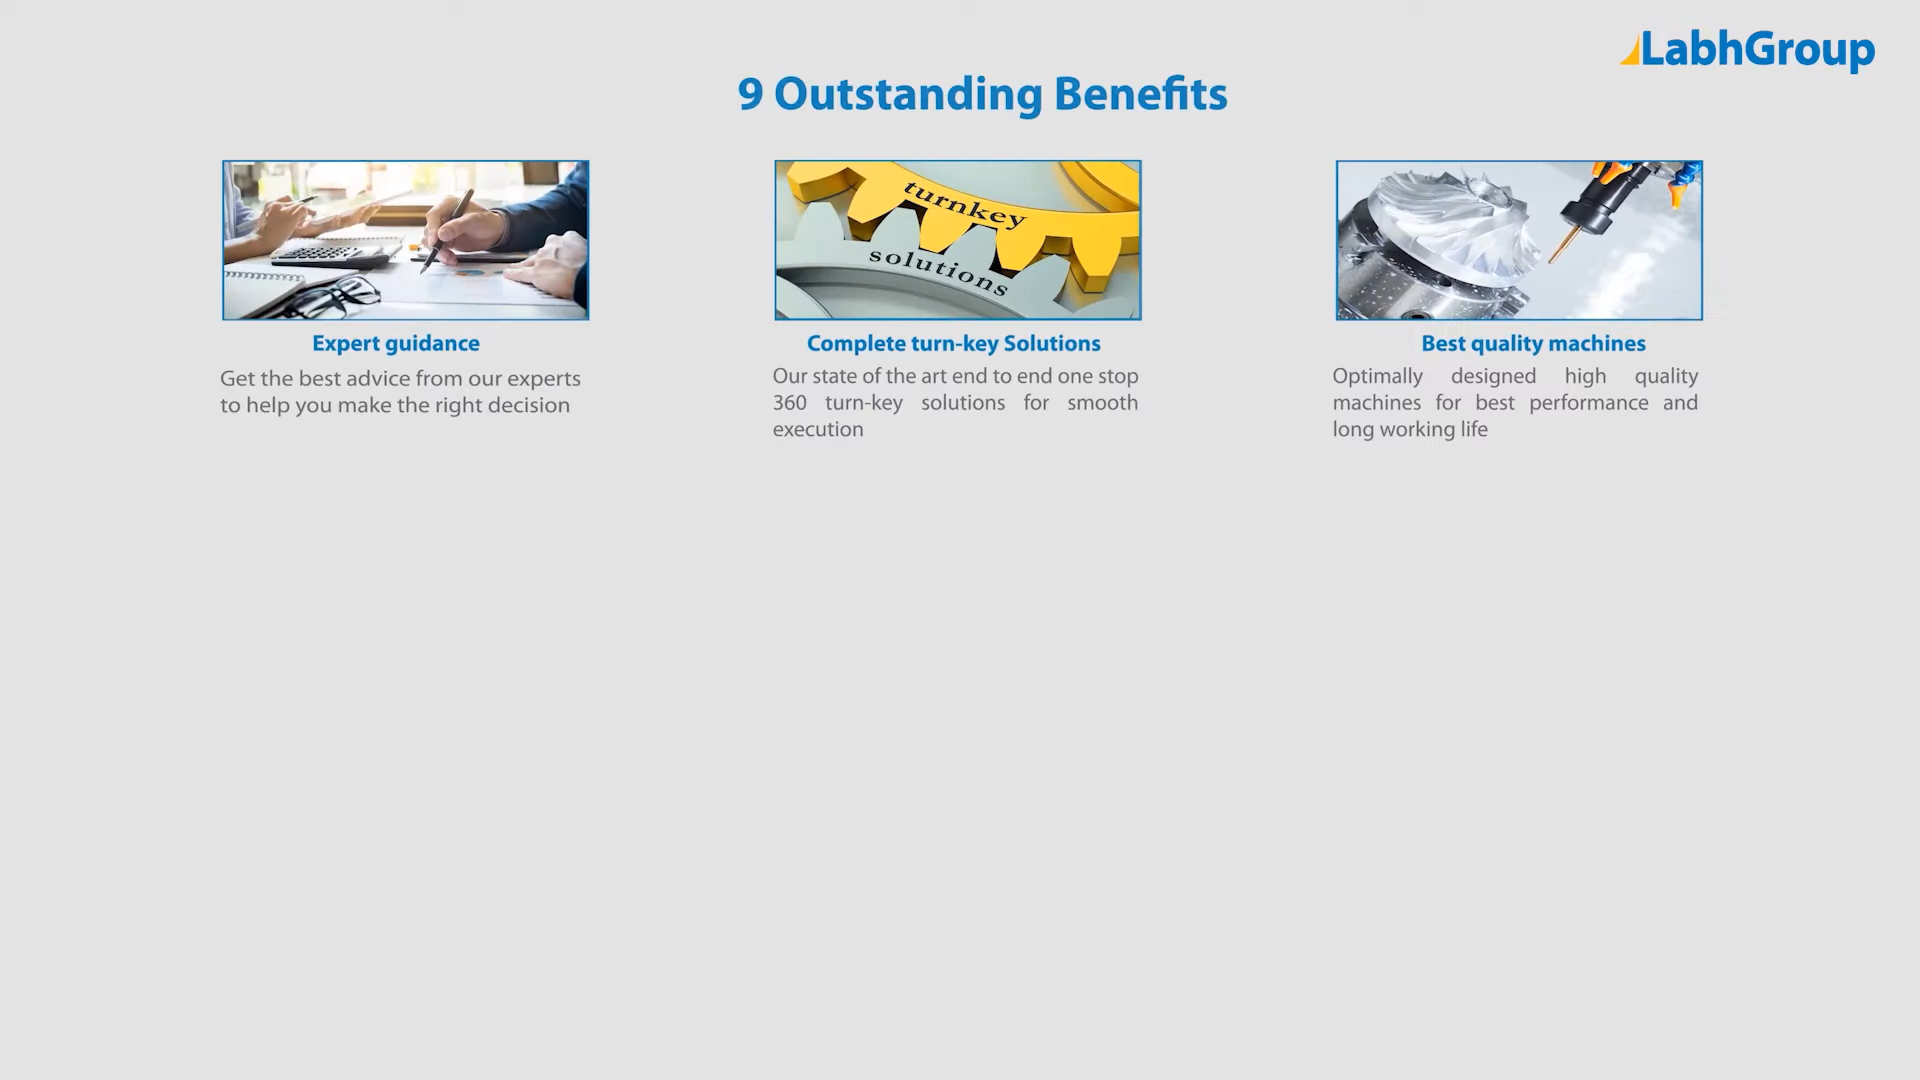 LabhGroup
9 Outstanding Benefits
turnkey
solutions
Expert guidance
Get the best advice from our experts
to help you make the right decision
Complete turn-key Solutions
Our state of the art end to end one stop
360 turn-key solutions for smooth
execution
Best quality machines
Optimally designed high quality
machines for best performance and
long working life